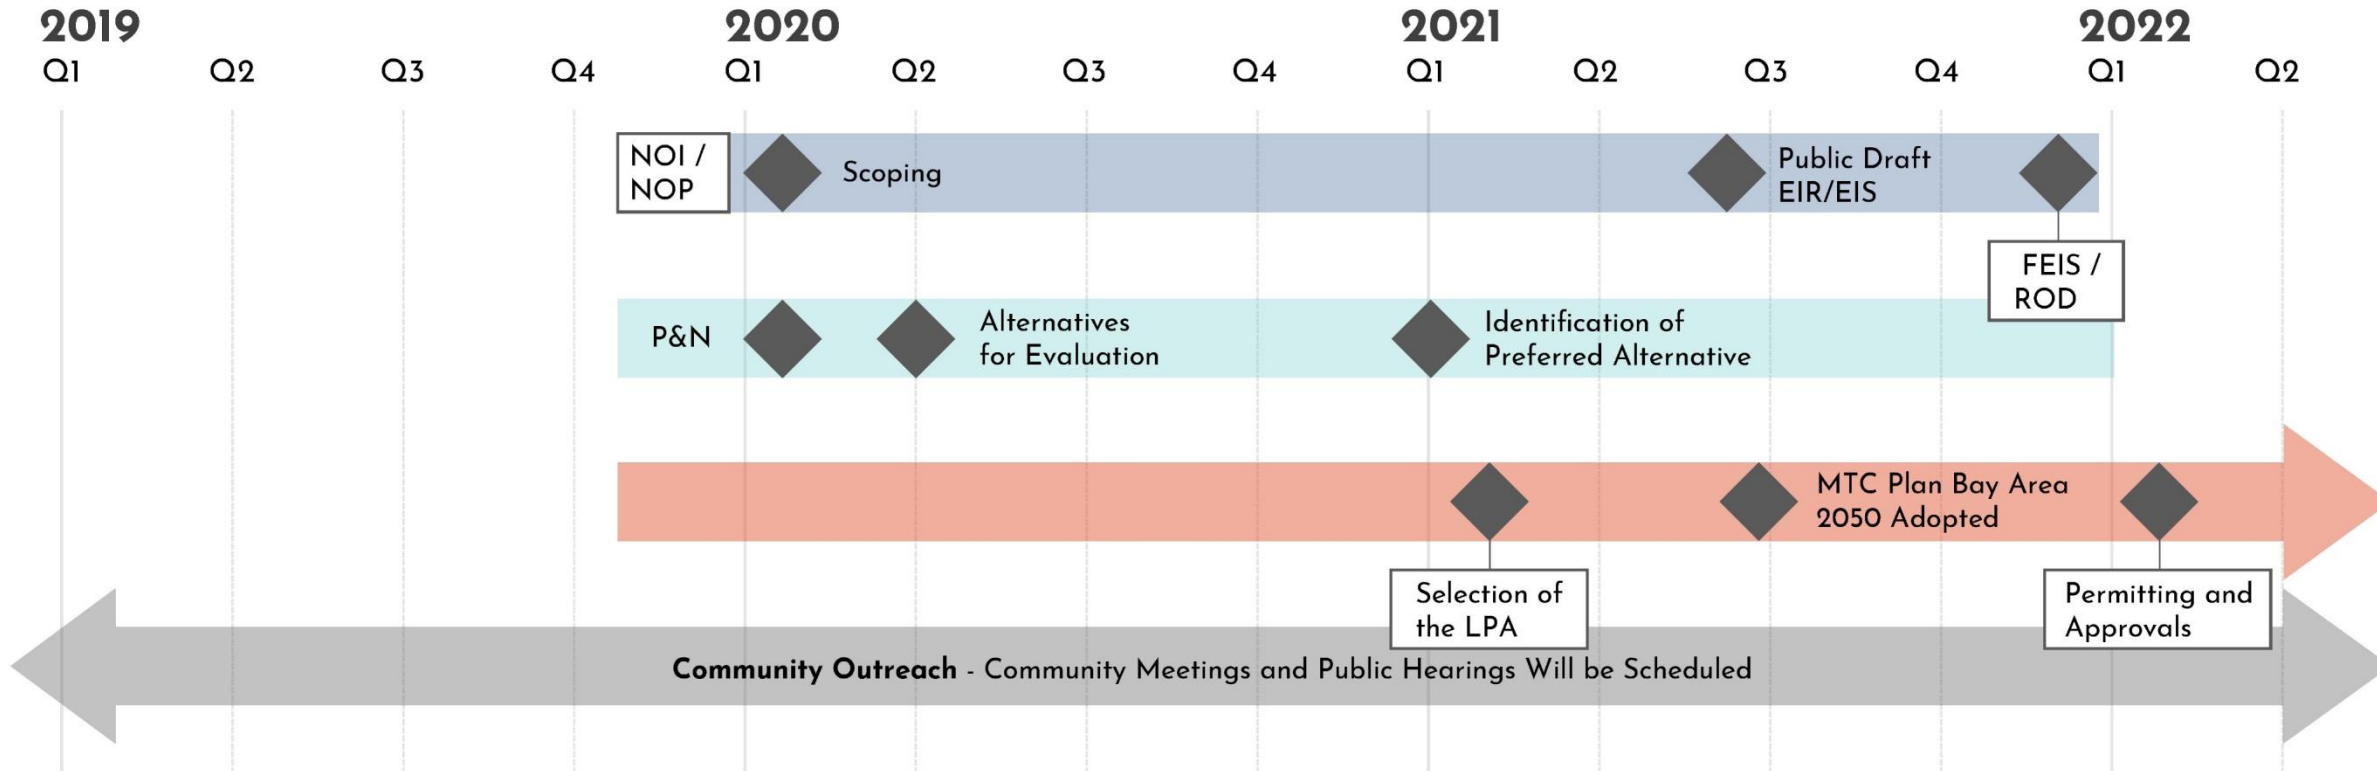 2019 2020 2021 2022
Q1 Q2 Q3 Q4 Q1 Q2 Q3 Q4 Q1 Q2 Q3 Q4 Q1 Q2
NOI /
NOP
Scoping
Public Draft
EIR/EIS
FEIS /
ROD
P&N
Alternatives
for Evaluation
Identification of
Preferred Alternative
MTC Plan Bay Area
2050 Adopted
Selection of
the LPA
Permitting and
Approvals
Community Outreach - Community Meetings and Public Hearings Will be Scheduled